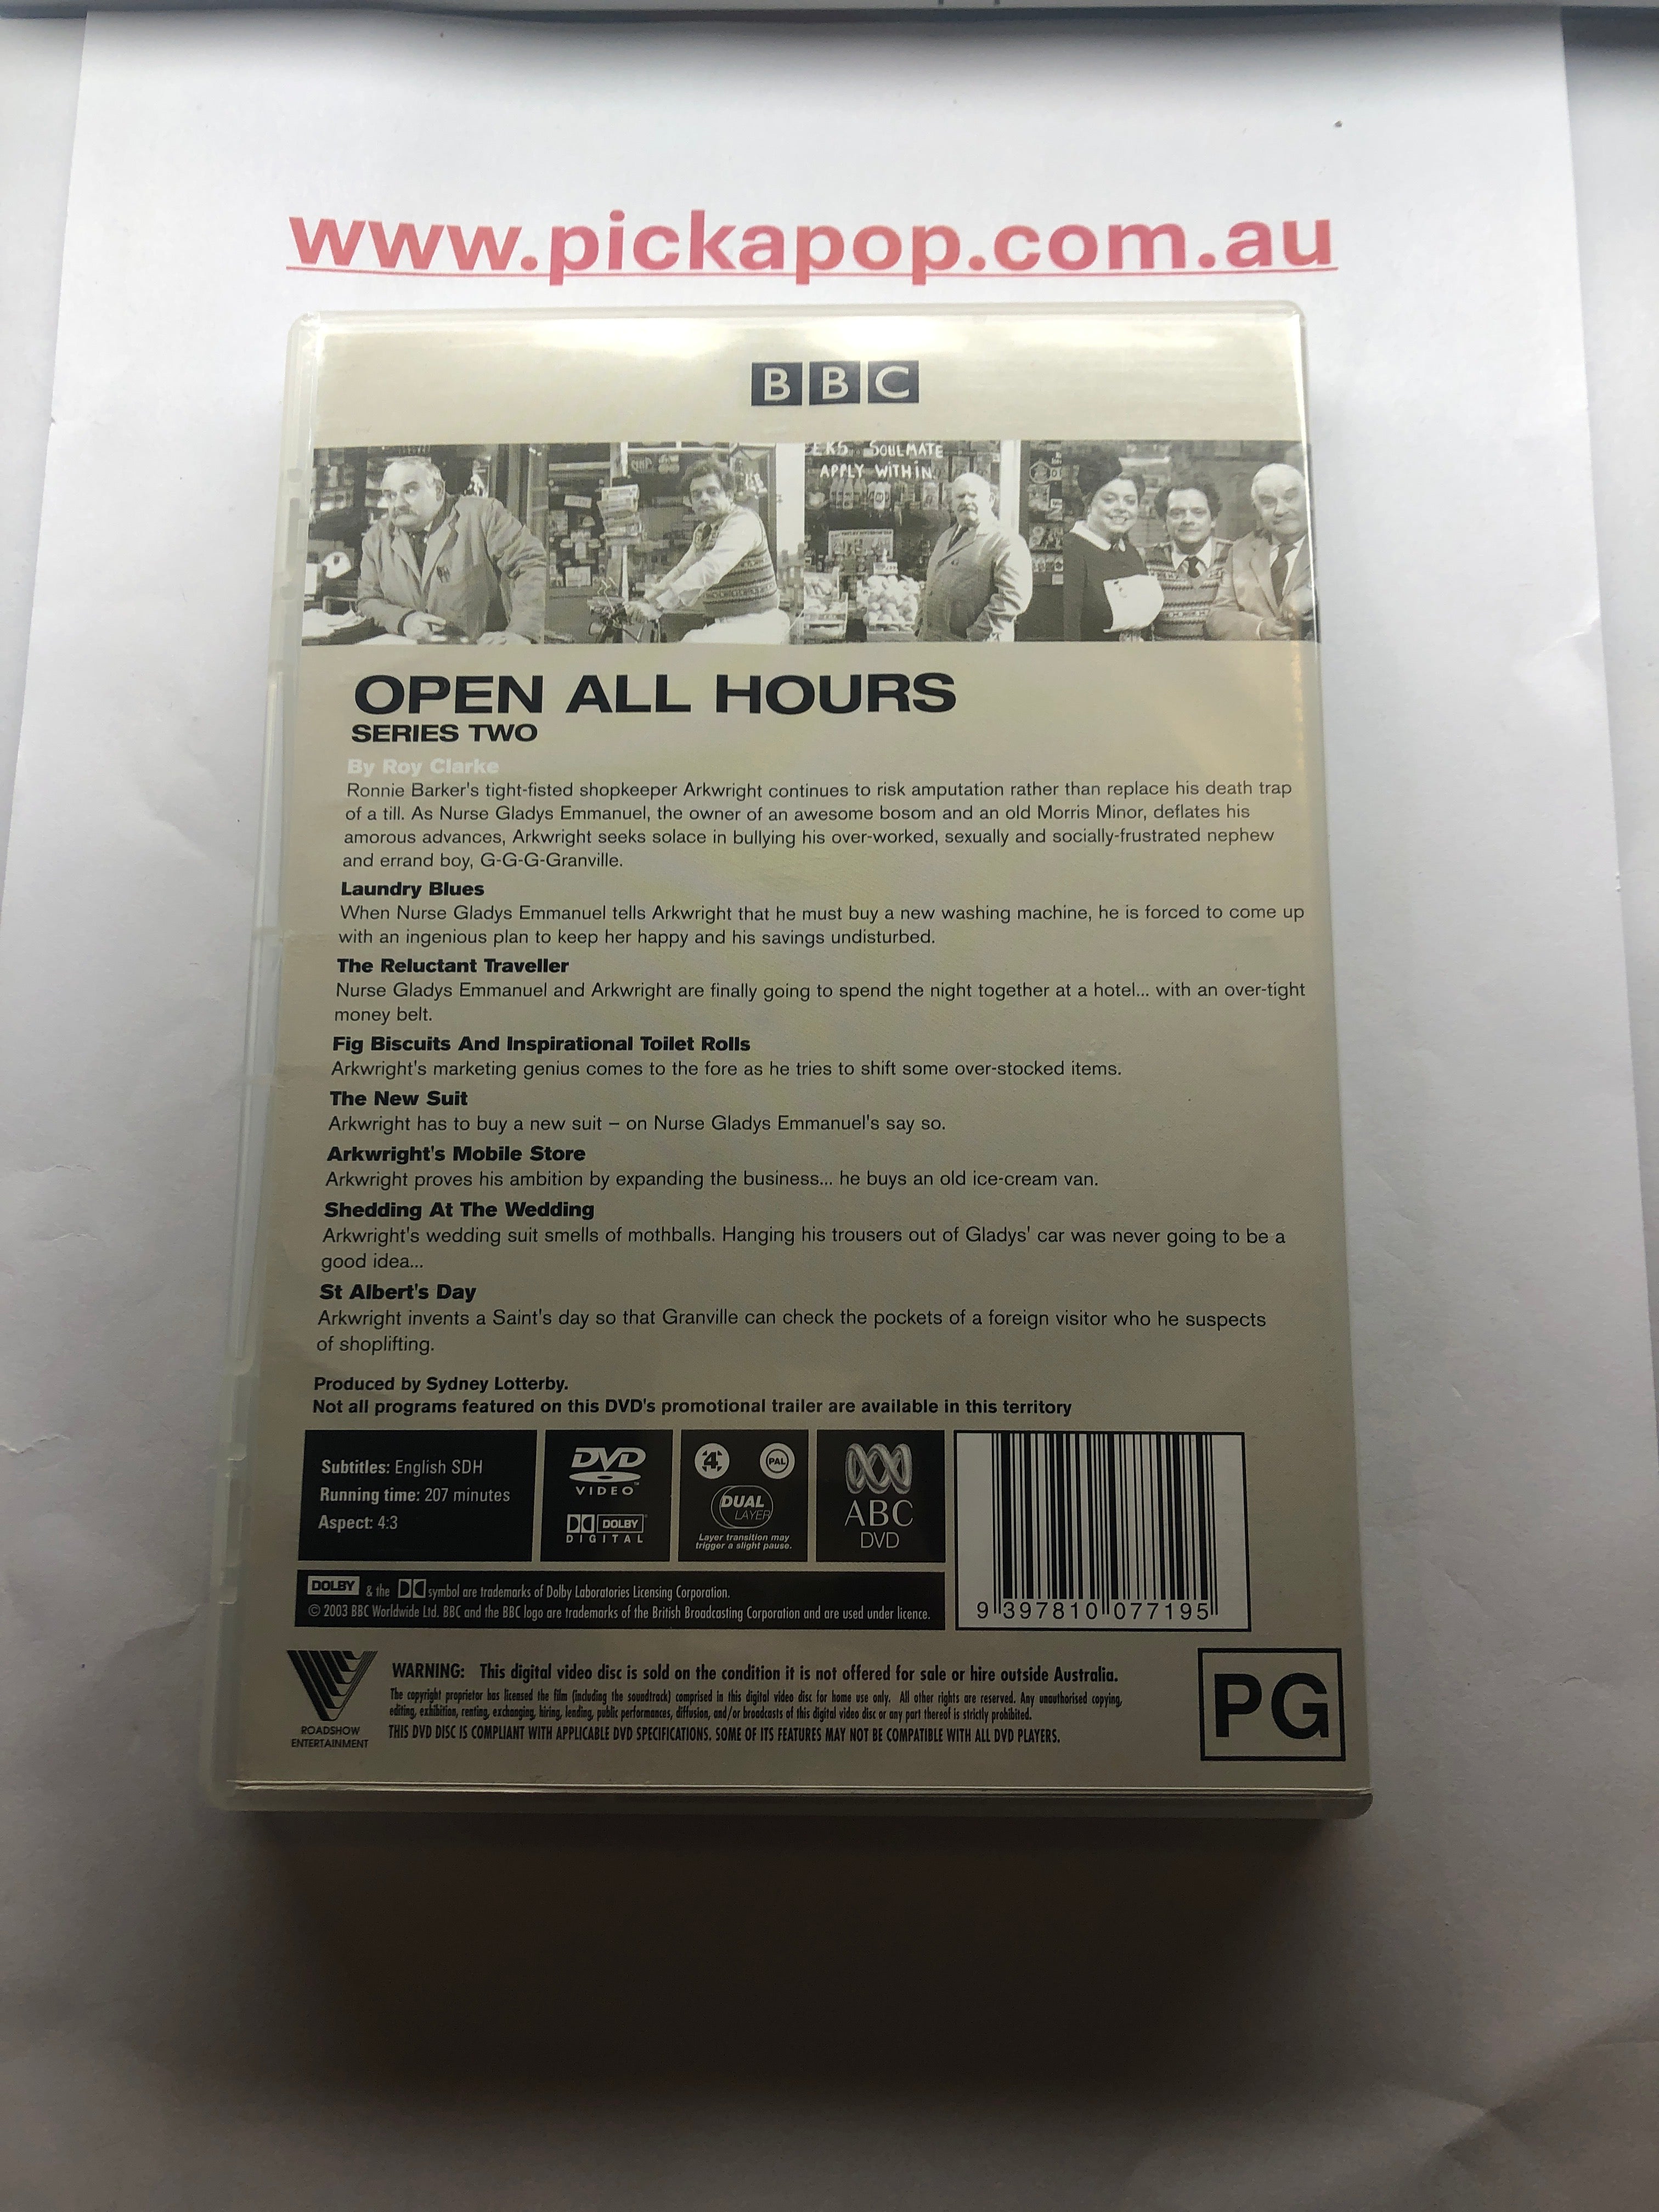 www.pickapop.com.au
BBC
SOULMATE
APPLY WITHIN
OPEN ALL HOURS
SERIES TWO
By Roy Clarke
Ronnie Barker's tight-fisted shopkeeper Arkwright continues to risk amputation rather than replace his death trap
of a till. As Nurse Gladys Emmanuel, the owner of an awesome bosom and an old Morris Minor, deflates his
amorous advances, Arkwright seeks solace in bullying his over-worked, sexually and socially-frustrated nephew
and errand boy, G-G-G-Granville.
Laundry Blues
When Nurse Gladys Emmanuel tells Arkwright that he must buy a new washing machine, he is forced to come up
with an ingenious plan to keep her happy and his savings undisturbed.
The Reluctant Traveller
Nurse Gladys Emmanuel and Arkwright are finally going to spend the night together at a hotel... with an over-tight
money belt.
Fig Biscuits And Inspirational Toilet Rolls
Arkwright's marketing genius comes to the fore as he tries to shift some over-stocked items.
The New Suit
Arkwright has to buy a new suit – on Nurse Gladys Emmanuel's say so.
Arkwright's Mobile Store
Arkwright proves his ambition by expanding the business... he buys an old ice-cream van.
Shedding At The Wedding
Arkwright's wedding suit smells of mothballs. Hanging his trousers out of Gladys' car was never going to be a
good idea...
St Albert's Day
Arkwright invents a Saint's day so that Granville can check the pockets of a foreign visitor who he suspects
of shoplifting.
Produced by Sydney Lotterby.
Not all programs featured on this DVD's promotional trailer are available in this territory
Subtitles: English SDH
Running time: 207 minutes
Aspect: 4:3
DVD
VIDEO™
DOLBY
DIGITAL
4
PAL
DUAL
LAYER
Layer transition may
trigger a slight pause.
ABC
DVD
DOLBY & the symbol are trademarks of Dolby Laboratories Licensing Corporation.
© 2003 BBC Worldwide Ltd. BBC and the BBC logo are trademarks of the British Broadcasting Corporation and are used under licence.
9 397810 077195
ROADSHOW
ENTERTAINMENT
WARNING: This digital video disc is sold on the condition it is not offered for sale or hire outside Australia.
The copyright proprietor has licensed the film (including the soundtrack) comprised in this digital video disc for home use only. All other rights are reserved. Any unauthorised copying,
editing, exhibition, renting, exchanging, hiring, lending, public performances, diffusion, and/or broadcasts of this digital video disc or any part thereof is strictly prohibited.
THIS DVD DISC IS COMPLIANT WITH APPLICABLE DVD SPECIFICATIONS. SOME OF ITS FEATURES MAY NOT BE COMPATIBLE WITH ALL DVD PLAYERS.
PG